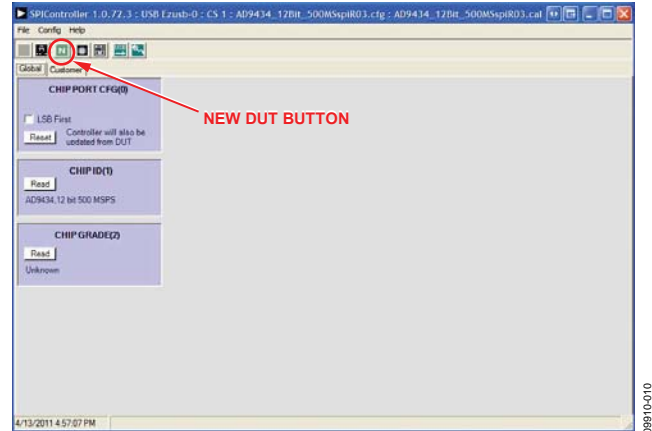 SPIController 1.0.72.3 : USB Ezusb-0 : CS 1 : AD9434_12Bit_500MSspiR03.cfg : AD9434_12Bit_500MSspiR03.cal
File Config Help
Global Customer
CHIP PORT CFG(0)
LSB First
Reset Controller will also be
updated from DUT
NEW DUT BUTTON
CHIP ID(1)
Read
AD9434,12 bit 500 MSPS
CHIP GRADE(2)
Read
Unknown
4/13/2011 4:57:07 PM
09910-010